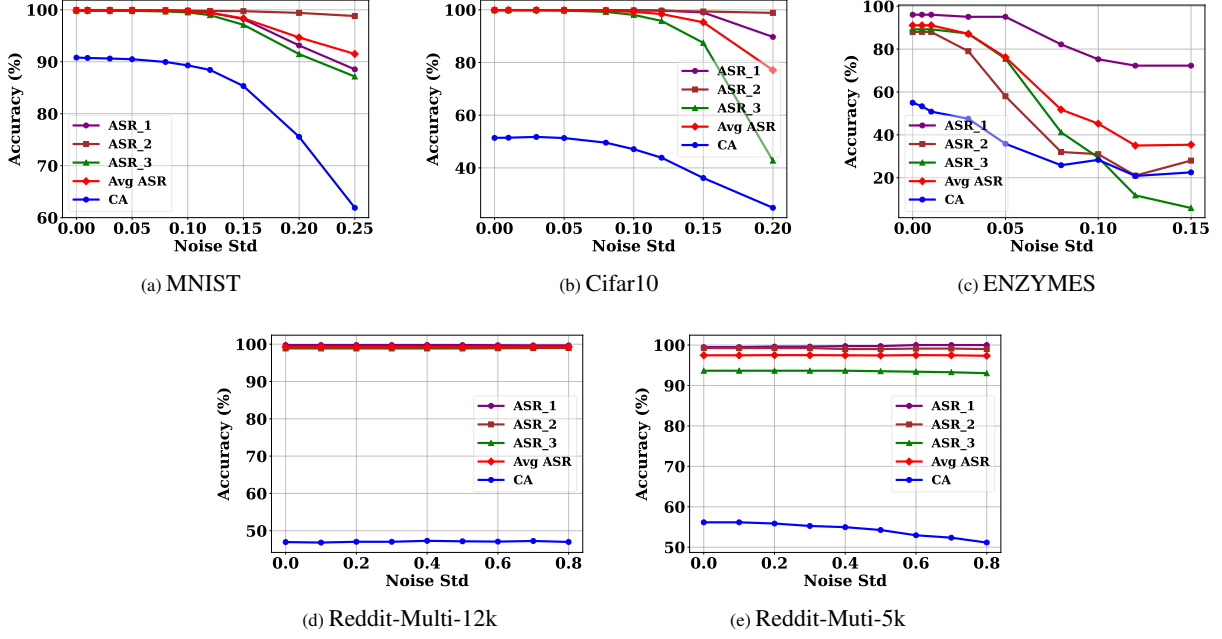 100
90
80
70
60
Accuracy (%)
ASR_1
ASR_2
ASR_3
Avg ASR
CA
0.00 0.05 0.10 0.15 0.20 0.25
Noise Std
(a) MNIST
100
80
60
40
Accuracy (%)
ASR_1
ASR_2
ASR_3
Avg ASR
CA
0.00 0.05 0.10 0.15 0.20
Noise Std
(b) Cifar10
100
80
60
40
20
Accuracy (%)
ASR_1
ASR_2
ASR_3
Avg ASR
CA
0.00 0.05 0.10 0.15
Noise Std
(c) ENZYMES
100
90
80
70
60
50
Accuracy (%)
ASR_1
ASR_2
ASR_3
Avg ASR
CA
0.0 0.2 0.4 0.6 0.8
Noise Std
(d) Reddit-Multi-12k
100
90
80
70
60
50
Accuracy (%)
ASR_1
ASR_2
ASR_3
Avg ASR
CA
0.0 0.2 0.4 0.6 0.8
Noise Std
(e) Reddit-Muti-5k